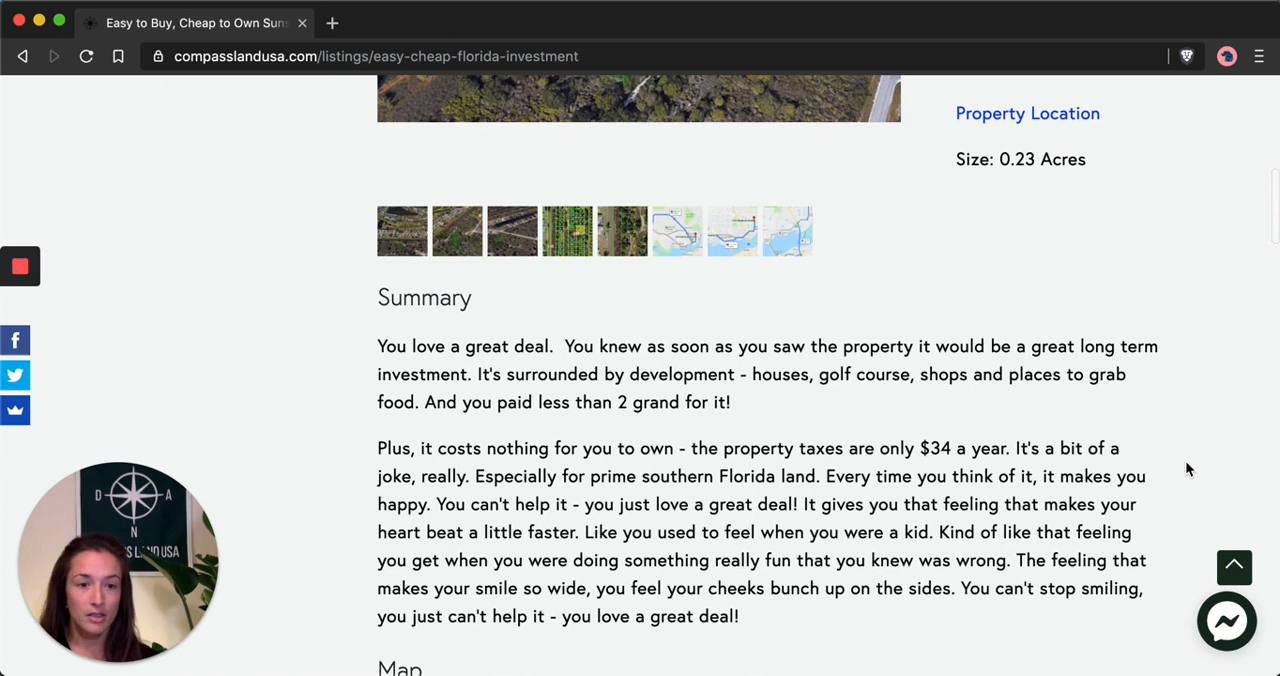 Easy to Buy, Cheap to Own Suns
compasslandusa.com/listings/easy-cheap-florida-investment
Property Location
Size: 0.23 Acres
Summary
You love a great deal.  You knew as soon as you saw the property it would be a great long term
investment. It's surrounded by development - houses, golf course, shops and places to grab
food. And you paid less than 2 grand for it!
Plus, it costs nothing for you to own - the property taxes are only $34 a year. It's a bit of a
joke, really. Especially for prime southern Florida land. Every time you think of it, it makes you
happy. You can't help it - you just love a great deal! It gives you that feeling that makes your
heart beat a little faster. Like you used to feel when you were a kid. Kind of like that feeling
you get when you were doing something really fun that you knew was wrong. The feeling that
makes your smile so wide, you feel your cheeks bunch up on the sides. You can't stop smiling,
you just can't help it - you love a great deal!
Map
D A
N
SS LAND USA